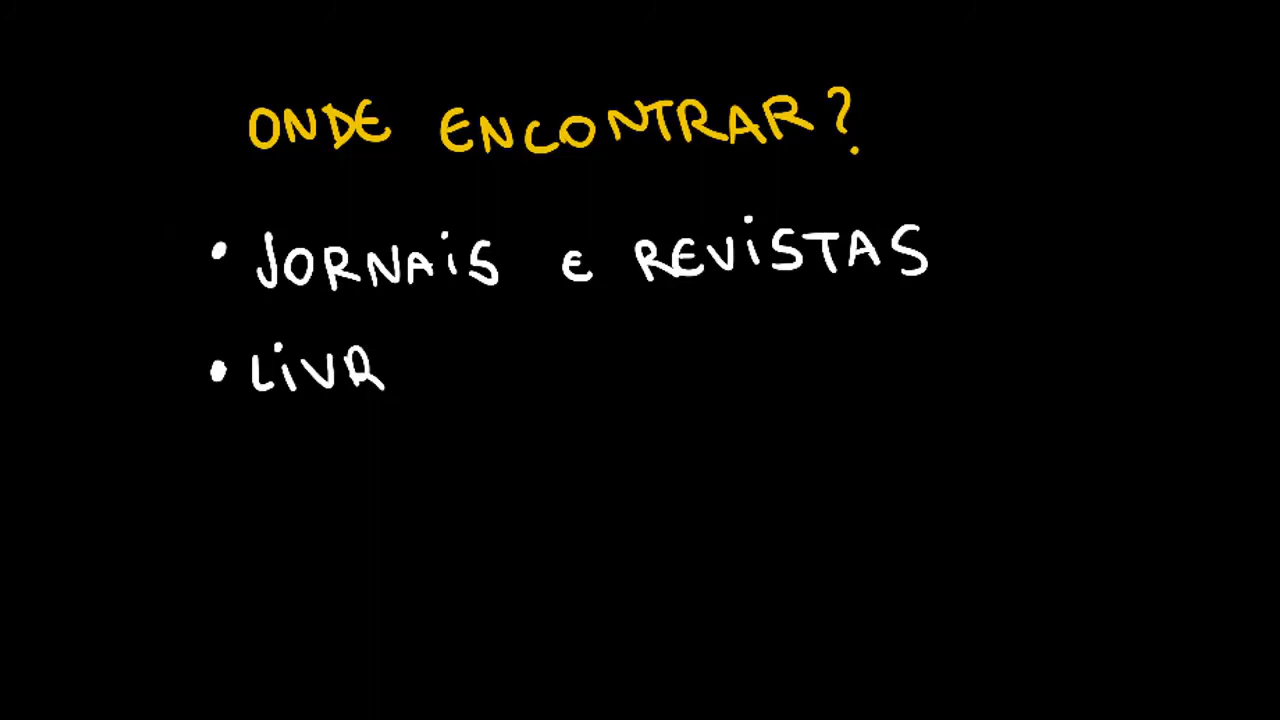 ONDE ENCONTRAR?
• JORNAIS E REVISTAS
• LIVR